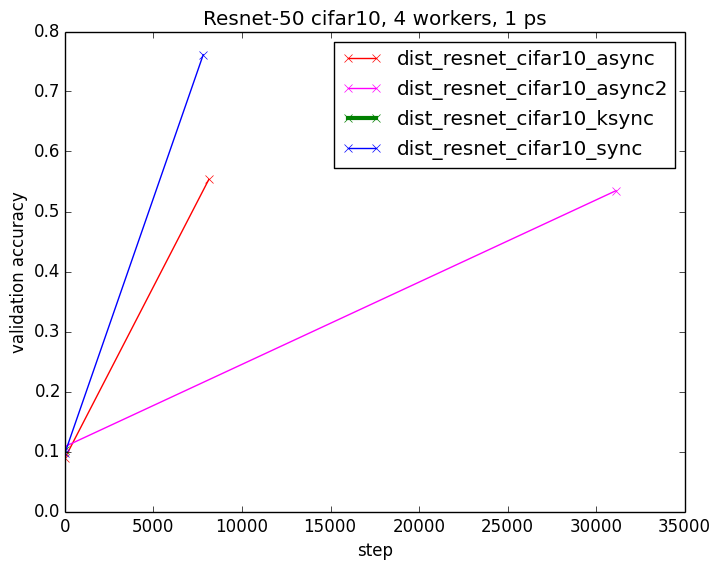 Resnet-50 cifar10, 4 workers, 1 ps
0.8
0.7
0.6
0.5
0.4
0.3
0.2
0.1
0.0
validation accuracy
dist_resnet_cifar10_async
dist_resnet_cifar10_async2
dist_resnet_cifar10_ksync
dist_resnet_cifar10_sync
0 5000 10000 15000 20000 25000 30000 35000
step